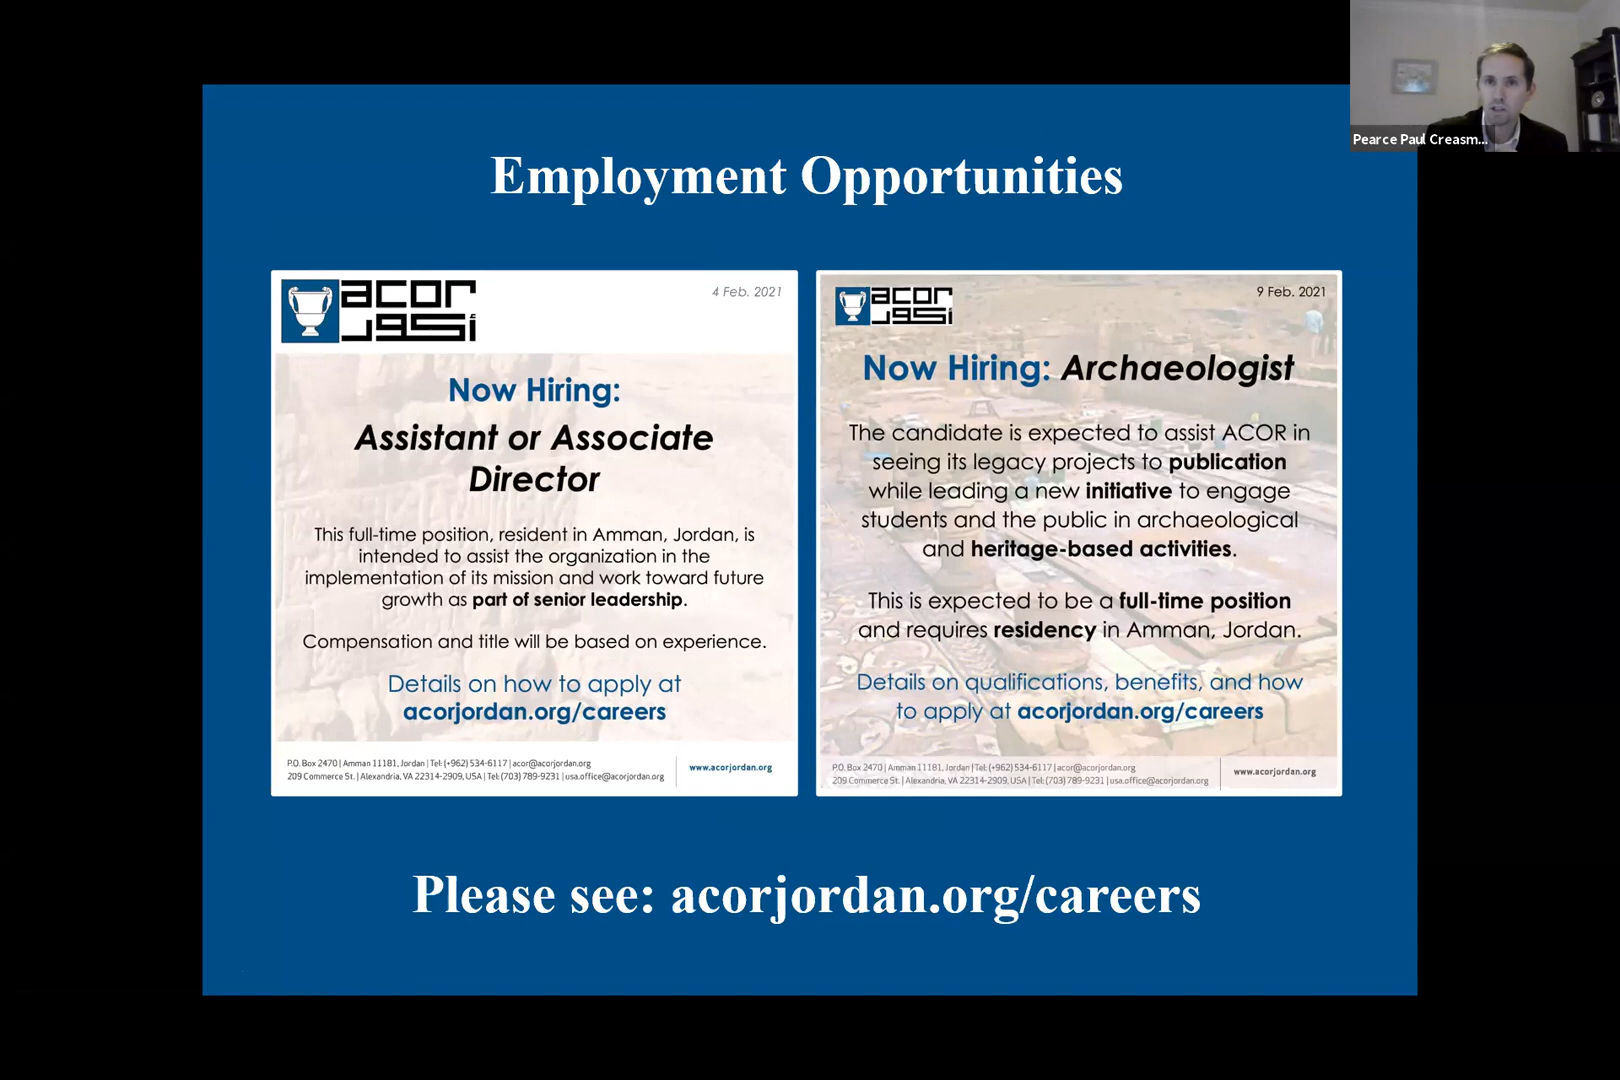 Pearce Paul Creasm...
Employment Opportunities
acor
أكور
4 Feb. 2021
Now Hiring:
Assistant or Associate
Director
This full-time position, resident in Amman, Jordan, is
intended to assist the organization in the
implementation of its mission and work toward future
growth as part of senior leadership.
Compensation and title will be based on experience.
Details on how to apply at
acorjordan.org/careers
P.O. Box 2470 | Amman 11181, Jordan | Tel: (+962) 534-6117 | acor@acorjordan.org
209 Commerce St. | Alexandria, VA 22314-2909, USA | Tel: (703) 789-9231 | usa.office@acorjordan.org
www.acorjordan.org
acor
أكور
9 Feb. 2021
Now Hiring: Archaeologist
The candidate is expected to assist ACOR in
seeing its legacy projects to publication
while leading a new initiative to engage
students and the public in archaeological
and heritage-based activities.
This is expected to be a full-time position
and requires residency in Amman, Jordan.
Details on qualifications, benefits, and how
to apply at acorjordan.org/careers
P.O. Box 2470 | Amman 11181, Jordan | Tel: (+962) 534-6117 | acor@acorjordan.org
209 Commerce St. | Alexandria, VA 22314-2909, USA | Tel: (703) 789-9231 | usa.office@acorjordan.org
www.acorjordan.org
Please see: acorjordan.org/careers